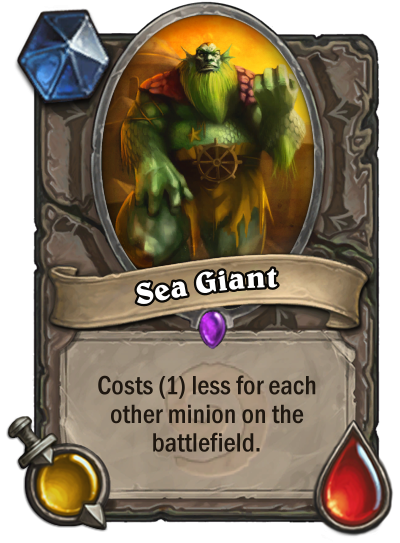 Sea Giant
Costs (1) less for each
other minion on the
battlefield.